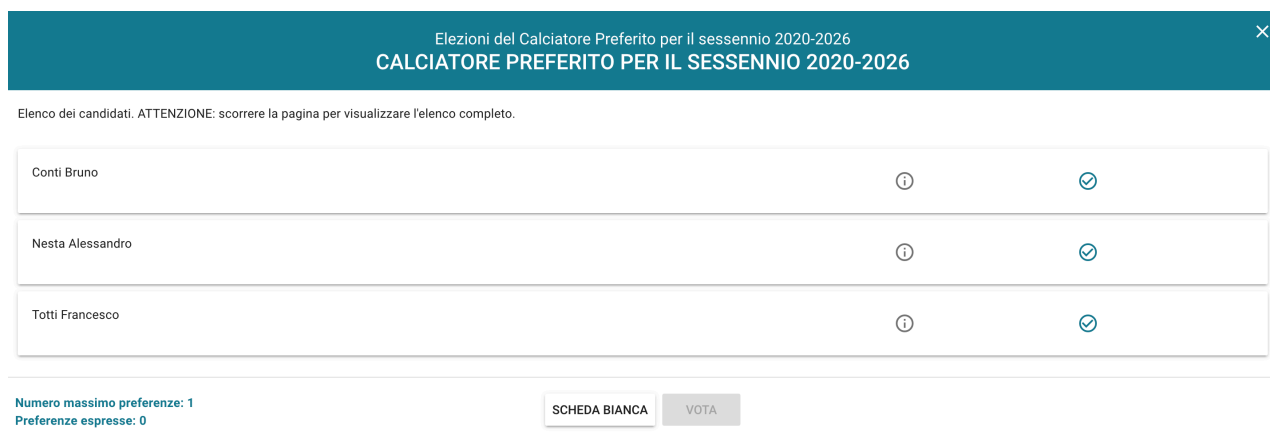 Elezioni del Calciatore Preferito per il sessennio 2020-2026
CALCIATORE PREFERITO PER IL SESSENNIO 2020-2026
Elenco dei candidati. ATTENZIONE: scorrere la pagina per visualizzare l'elenco completo.
Conti Bruno
Nesta Alessandro
Totti Francesco
Numero massimo preferenze: 1
Preferenze espresse: 0
SCHEDA BIANCA
VOTA